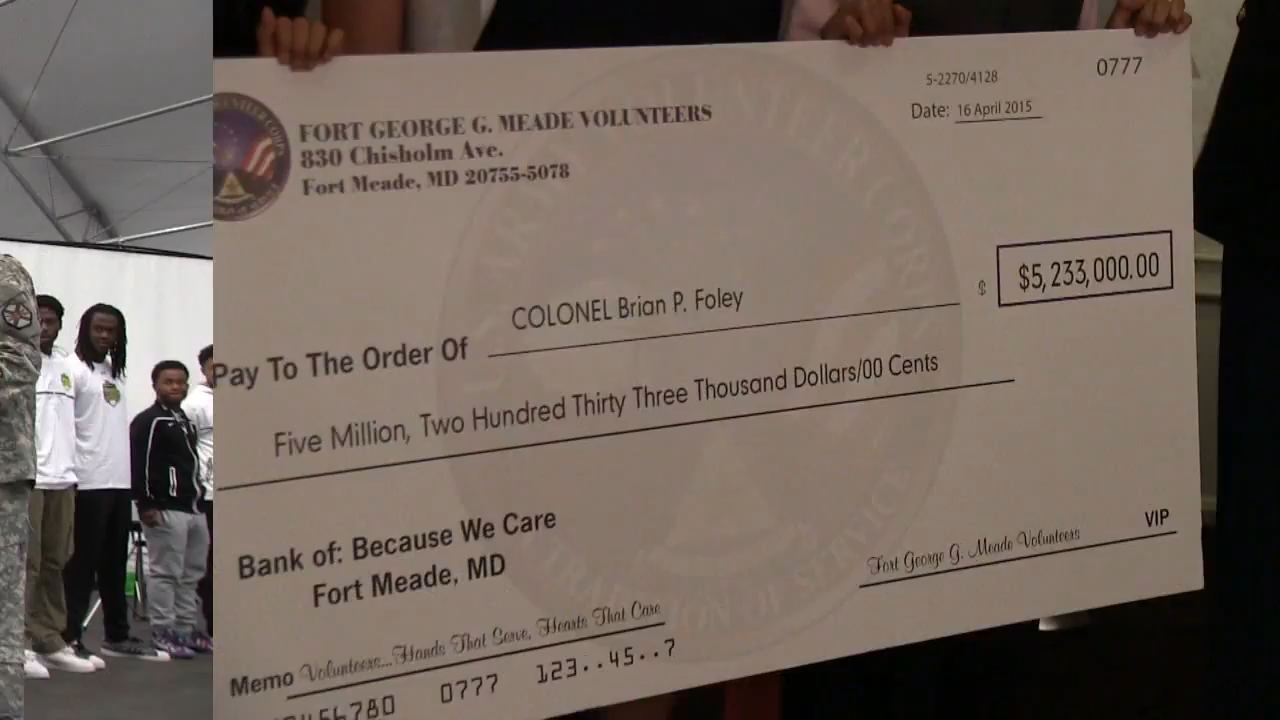 0777
5-2270/4128
Date: 16 April 2015
FORT GEORGE G. MEADE VOLUNTEERS
830 Chisholm Ave.
Fort Meade, MD 20755-5078
$ $5,233,000.00
Pay To The Order Of COLONEL Brian P. Foley
Five Million, Two Hundred Thirty Three Thousand Dollars/00 Cents
Bank of: Because We Care
Fort Meade, MD
Fort George G. Meade Volunteers VIP
Memo Volunteers...Hands That Serve, Hearts That Care
456780 0777 123..45..7